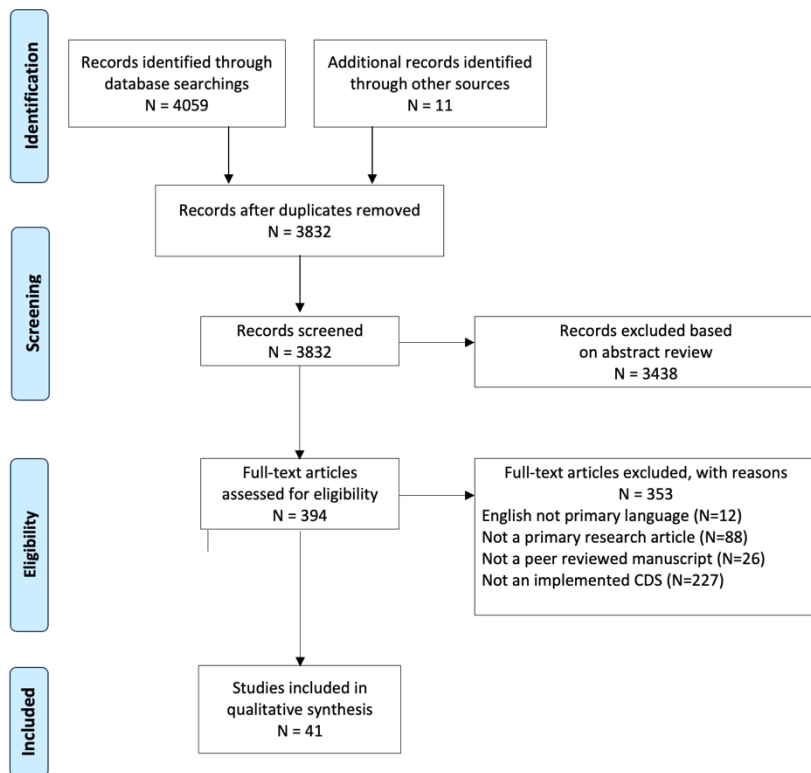 Identification
Records identified through
database searchings
N = 4059
Additional records identified
through other sources
N = 11
Records after duplicates removed
N = 3832
Screening
Records screened
N = 3832
Records excluded based
on abstract review
N = 3438
Eligibility
Full-text articles
assessed for eligibility
N = 394
Full-text articles excluded, with reasons
N = 353
English not primary language (N=12)
Not a primary research article (N=88)
Not a peer reviewed manuscript (N=26)
Not an implemented CDS (N=227)
Included
Studies included in
qualitative synthesis
N = 41